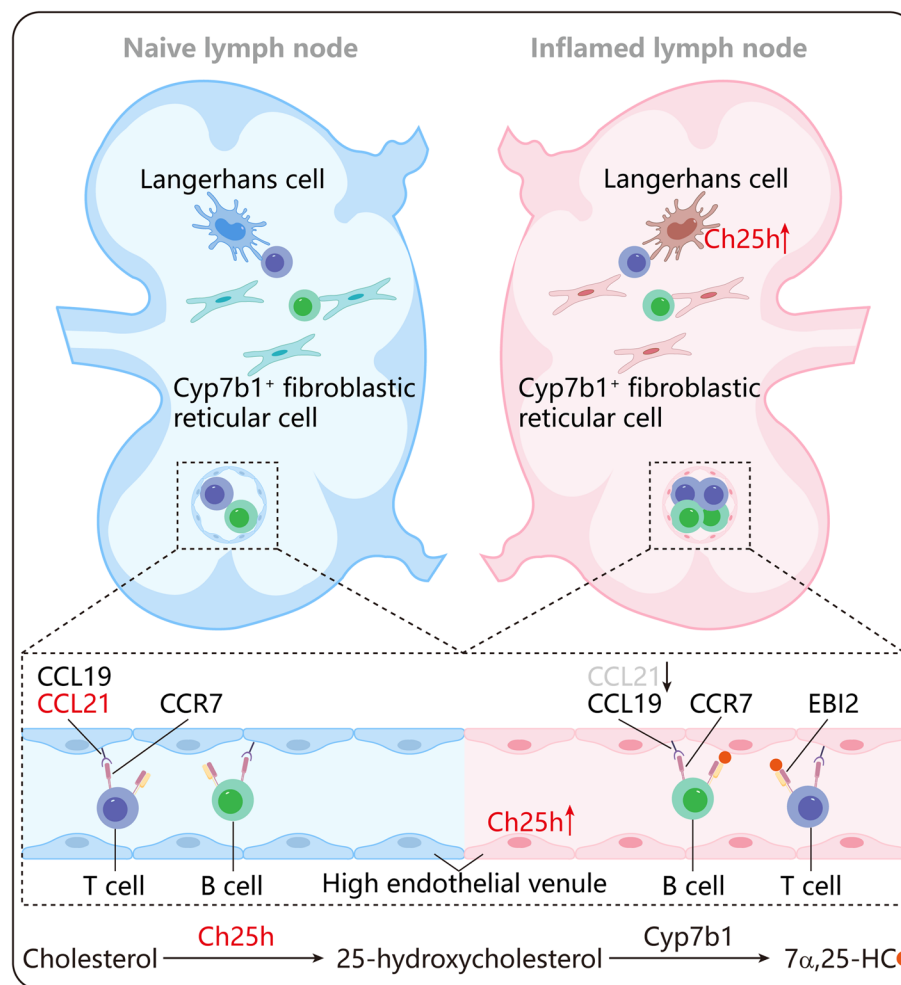 Naive lymph node
Inflamed lymph node
Langerhans cell
Langerhans cell
Ch25h↑
Cyp7b1⁺ fibroblastic
reticular cell
Cyp7b1⁺ fibroblastic
reticular cell
CCL19
CCL21
CCR7
CCL21↓
CCL19
CCR7
EBI2
Ch25h↑
T cell
B cell
High endothelial venule
B cell
T cell
Ch25h
Cyp7b1
Cholesterol
25-hydroxycholesterol
7α,25-HC